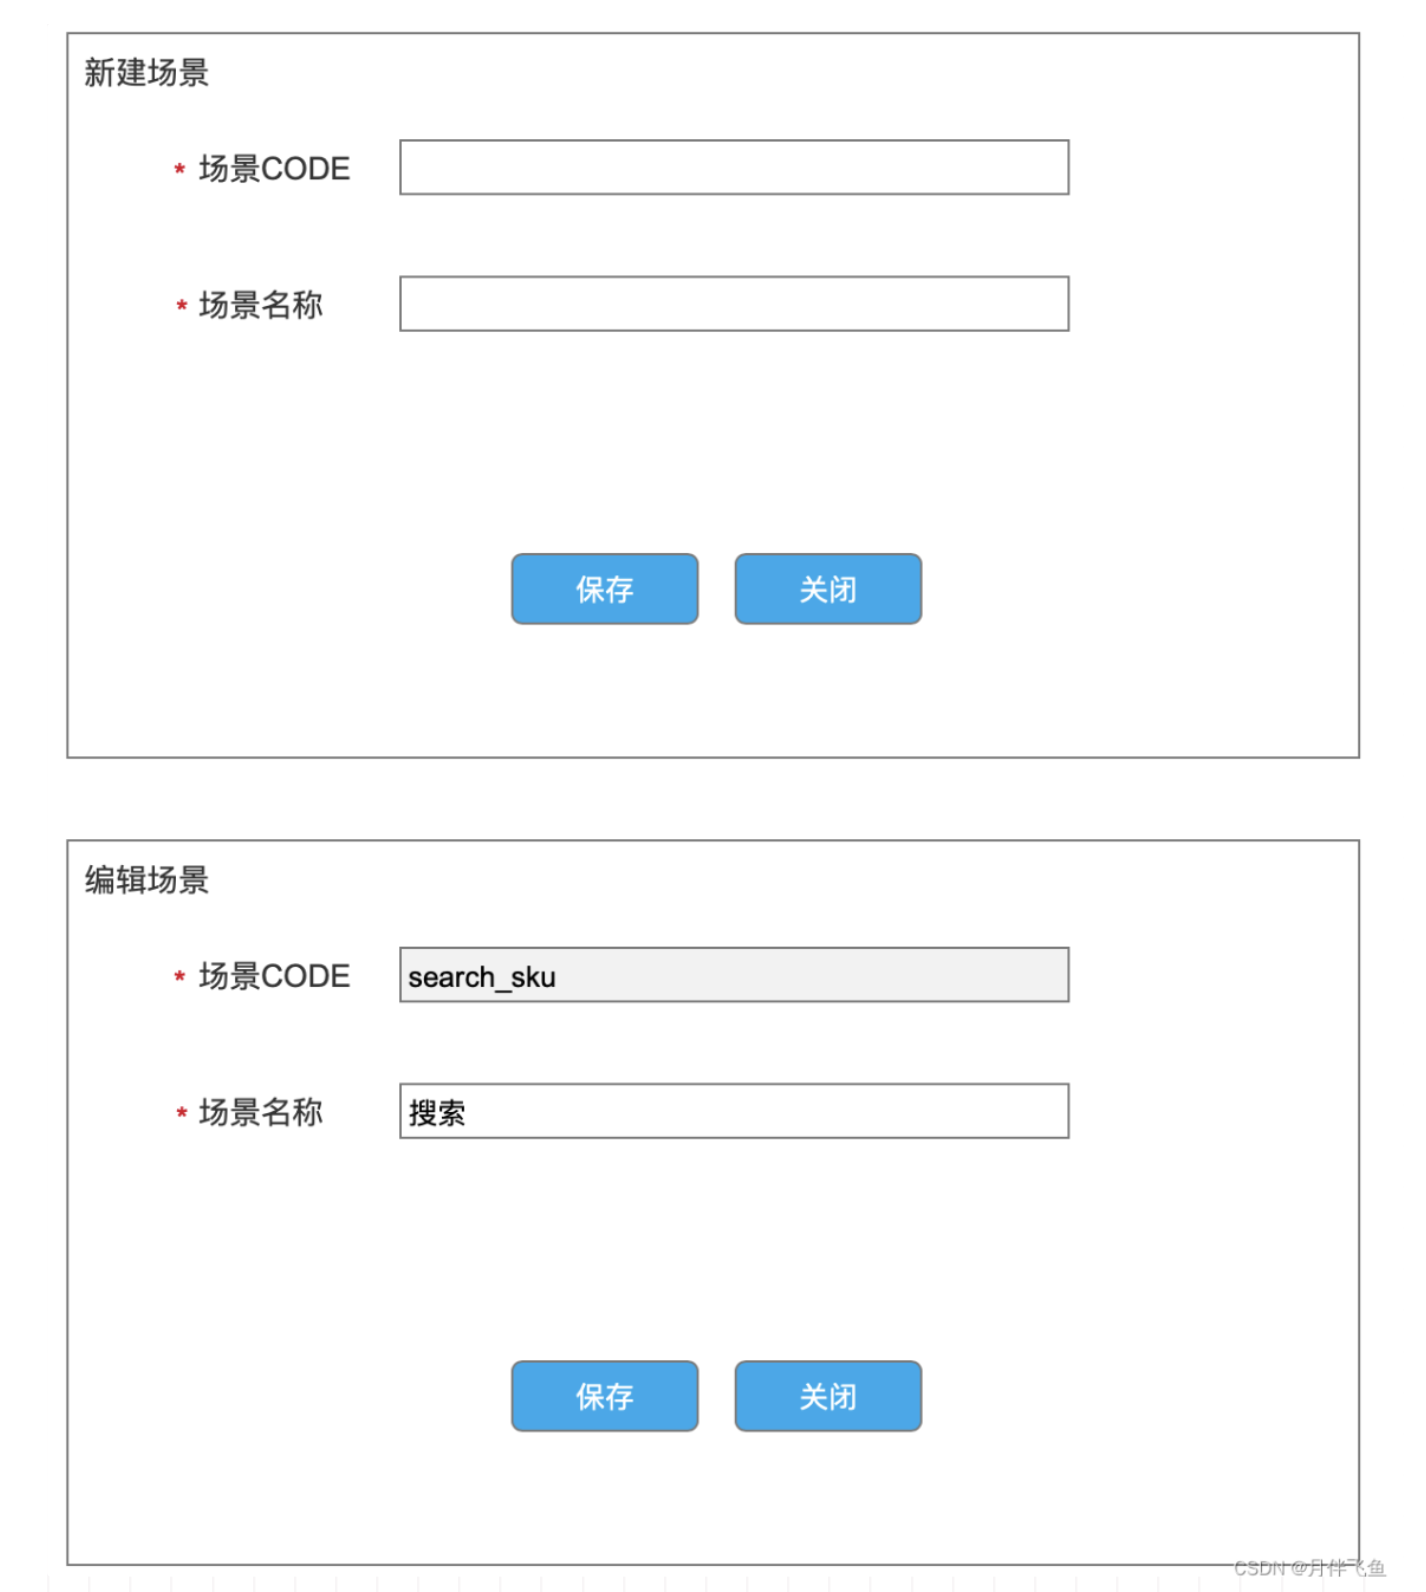 新建场景
* 场景CODE
* 场景名称
保存 关闭
编辑场景
* 场景CODE search_sku
* 场景名称 搜索
保存 关闭
CSDN @月伴飞鱼